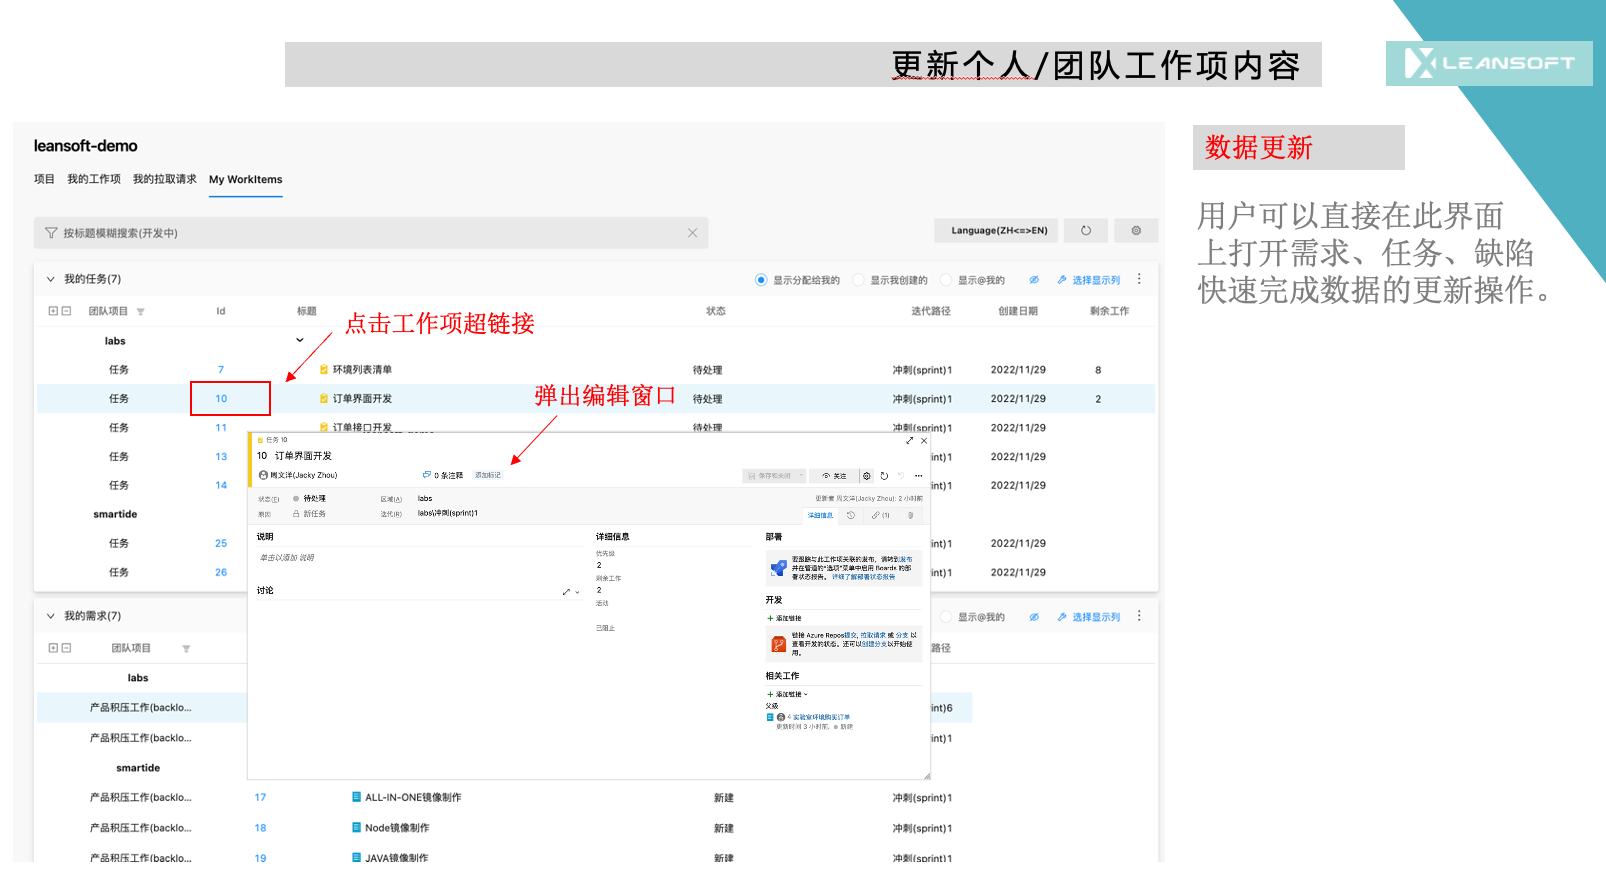 更新个人/团队工作项内容
LEANSOFT
数据更新
用户可以直接在此界面
上打开需求、任务、缺陷
快速完成数据的更新操作。
leansoft-demo
项目 我的工作项 我的拉取请求 My WorkItems
按标题模糊搜索(开发中)
Language(ZH<=>EN)
我的任务(7) 显示分配给我的 显示我创建的 显示@我的 选择显示列
团队项目 Id 标题 状态 迭代路径 创建日期 剩余工作
点击工作项超链接
labs
任务 7 环境列表清单 待处理 冲刺(sprint)1 2022/11/29 8
弹出编辑窗口
任务 10 订单界面开发 待处理 冲刺(sprint)1 2022/11/29 2
任务 11 订单接口开发 待处理 冲刺(sprint)1 2022/11/29
任务 13 int)1 2022/11/29
任务 14 int)1 2022/11/29
smartide
任务 25 int)1 2022/11/29
任务 26 int)1 2022/11/29
任务 10
10 订单界面开发
周文洋(Jacky Zhou) 0 条注释 添加标记 保存和关闭 关注
状态(E) 待处理 区域(A) labs 更新者 周文洋(Jacky Zhou): 2 小时前
原因 新任务 迭代(R) labs\冲刺(sprint)1 详细信息 (1)
说明
单击以添加 说明
讨论
详细信息
优先级
2
剩余工作
2
活动
已阻止
部署
要跟踪与此工作项关联的发布，请转到发布
并在管道的“选项”菜单中启用 Boards 的部
署状态报告。 详细了解部署状态报告
开发
添加链接
链接 Azure Repos提交, 拉取请求 或 分支 以
查看开发的状态。还可以创建分支以开始使
用。
相关工作
添加链接
父级
4 实验室环境购买订单
更新时间 3 小时前, 新建
我的需求(7) 显示@我的 选择显示列
团队项目 路径
labs
产品积压工作(backlo... int)6
产品积压工作(backlo... int)1
smartide
产品积压工作(backlo... 17 ALL-IN-ONE镜像制作 新建 冲刺(sprint)1
产品积压工作(backlo... 18 Node镜像制作 新建 冲刺(sprint)1
产品积压工作(backlo... 19 JAVA镜像制作 新建 冲刺(sprint)1